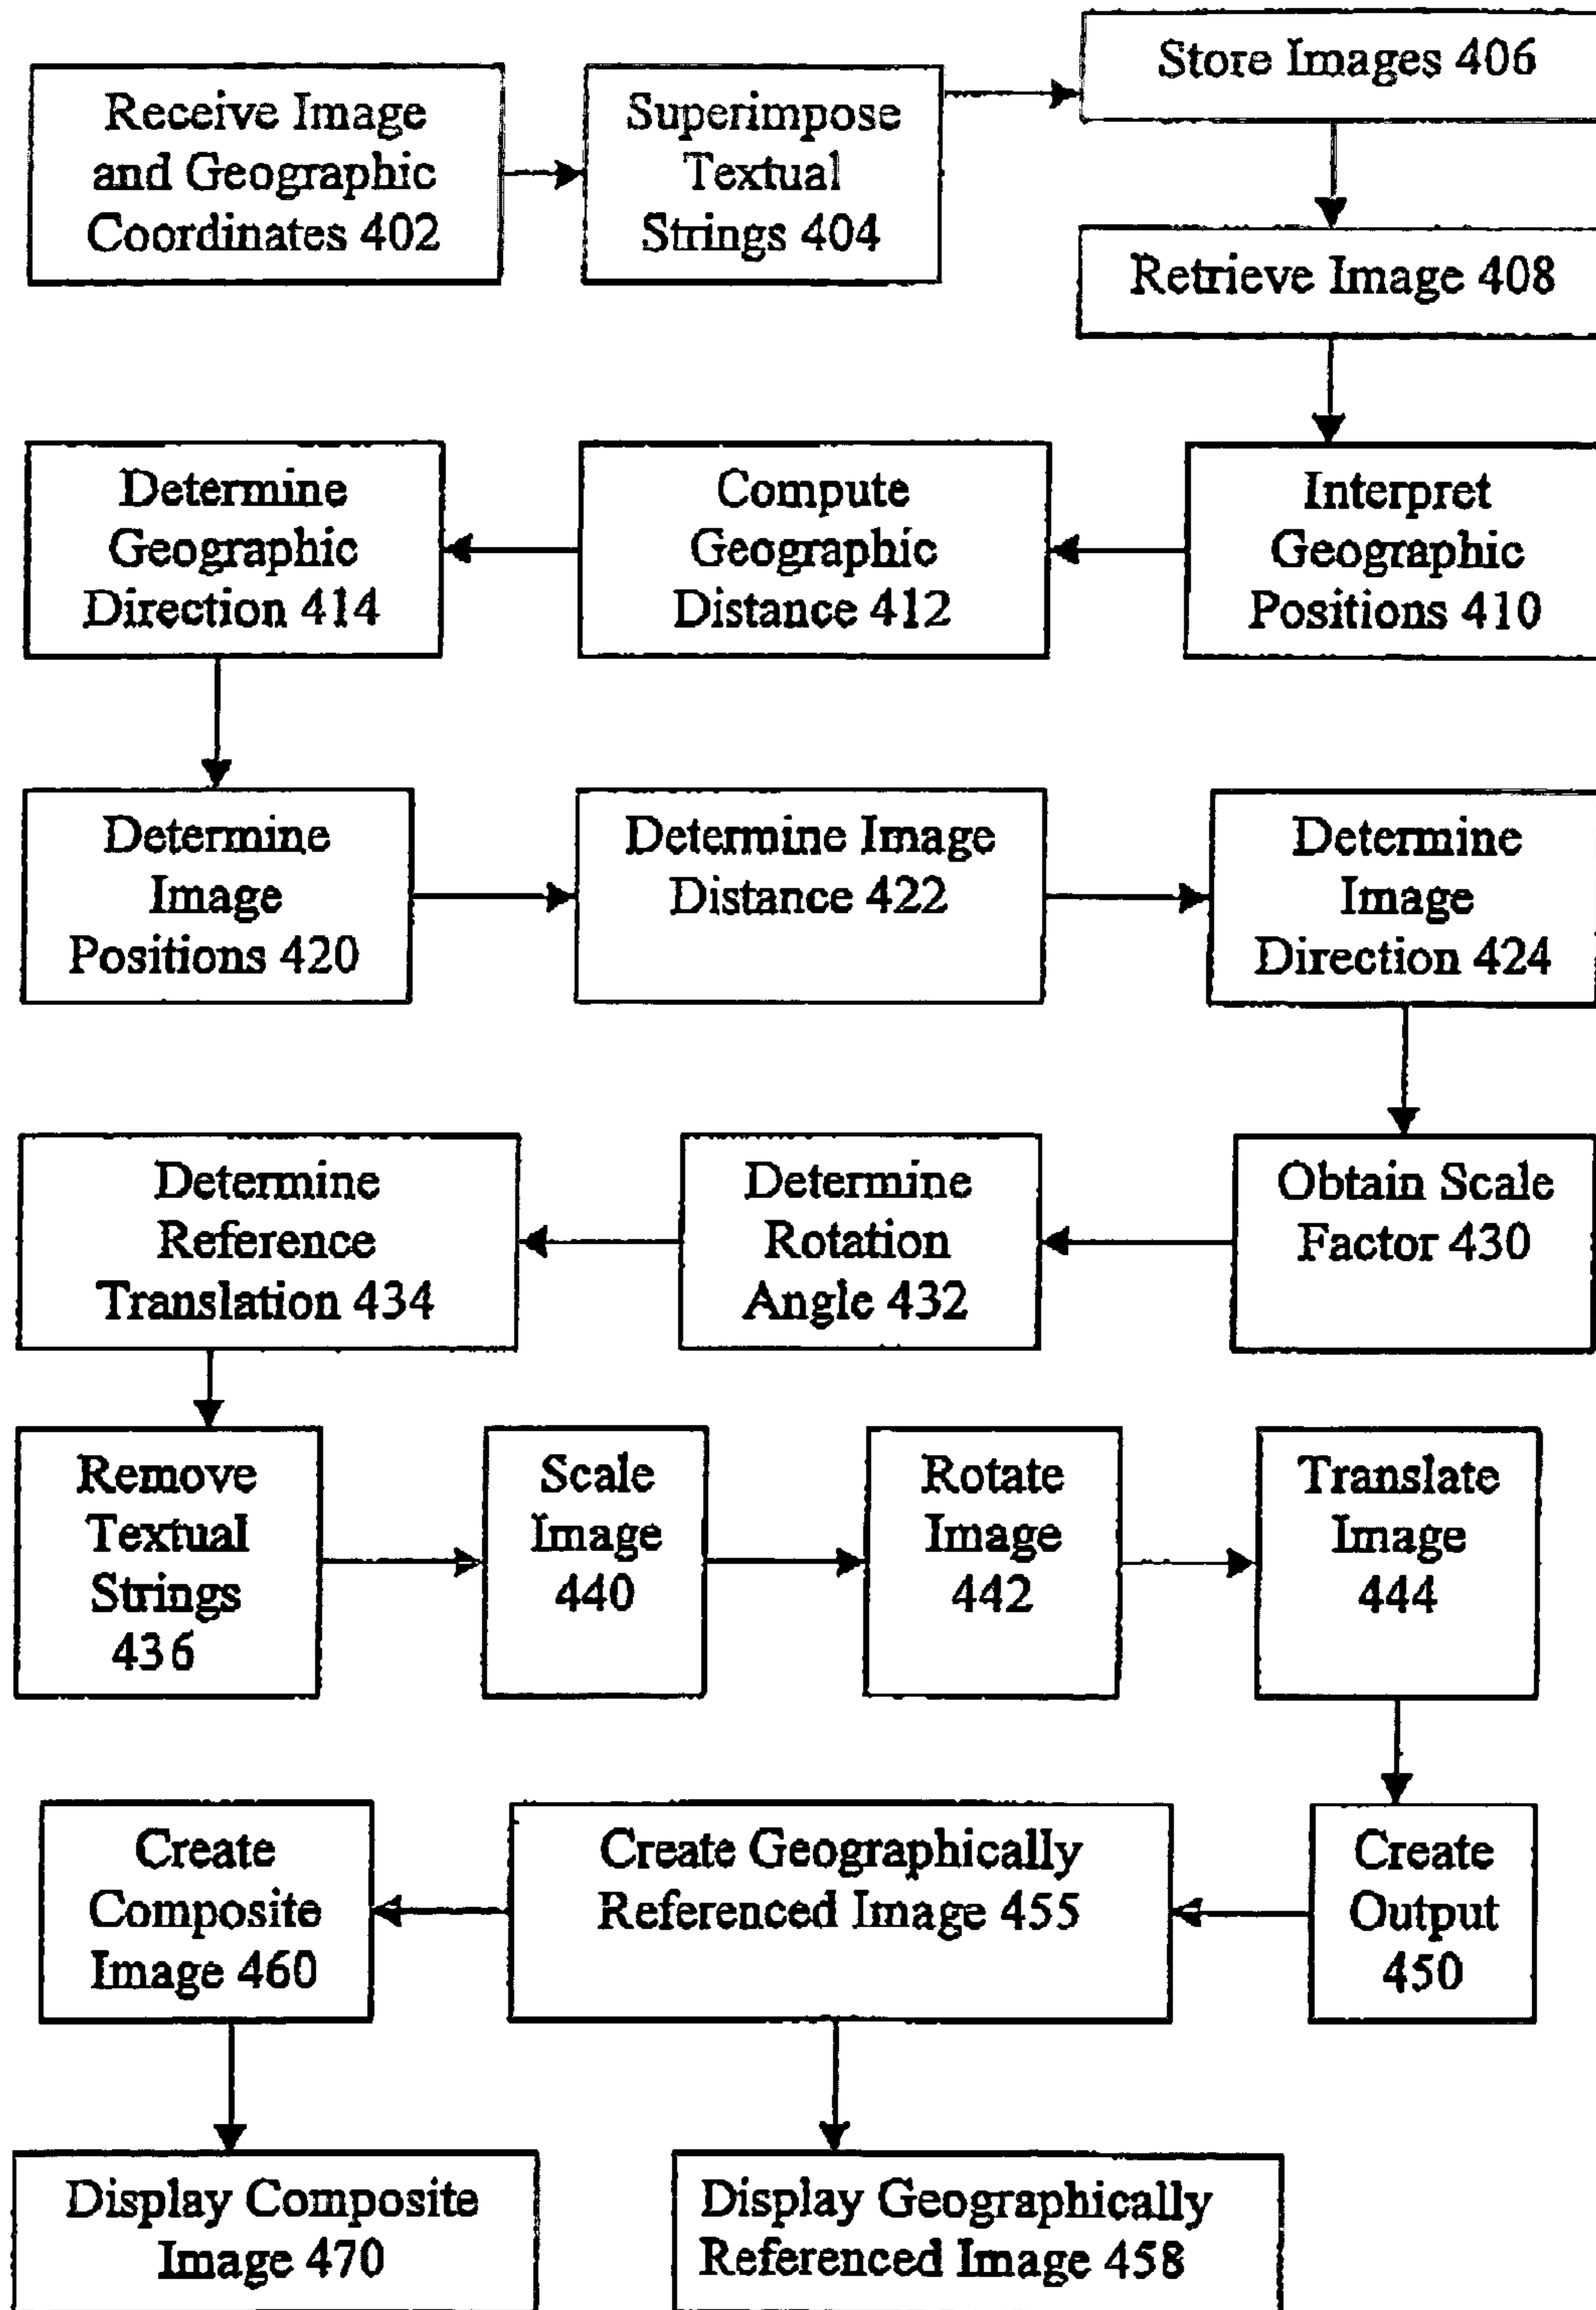 Receive Image
and Geographic
Coordinates 402
Superimpose
Textual
Strings 404
Store Images 406
Retrieve Image 408
Interpret
Geographic
Positions 410
Compute
Geographic
Distance 412
Determine
Geographic
Direction 414
Determine
Image
Positions 420
Determine Image
Distance 422
Determine
Image
Direction 424
Obtain Scale
Factor 430
Determine
Rotation
Angle 432
Determine
Reference
Translation 434
Remove
Textual
Strings
436
Scale
Image
440
Rotate
Image
442
Translate
Image
444
Create
Output
450
Create Geographically
Referenced Image 455
Create
Composite
Image 460
Display Composite
Image 470
Display Geographically
Referenced Image 458